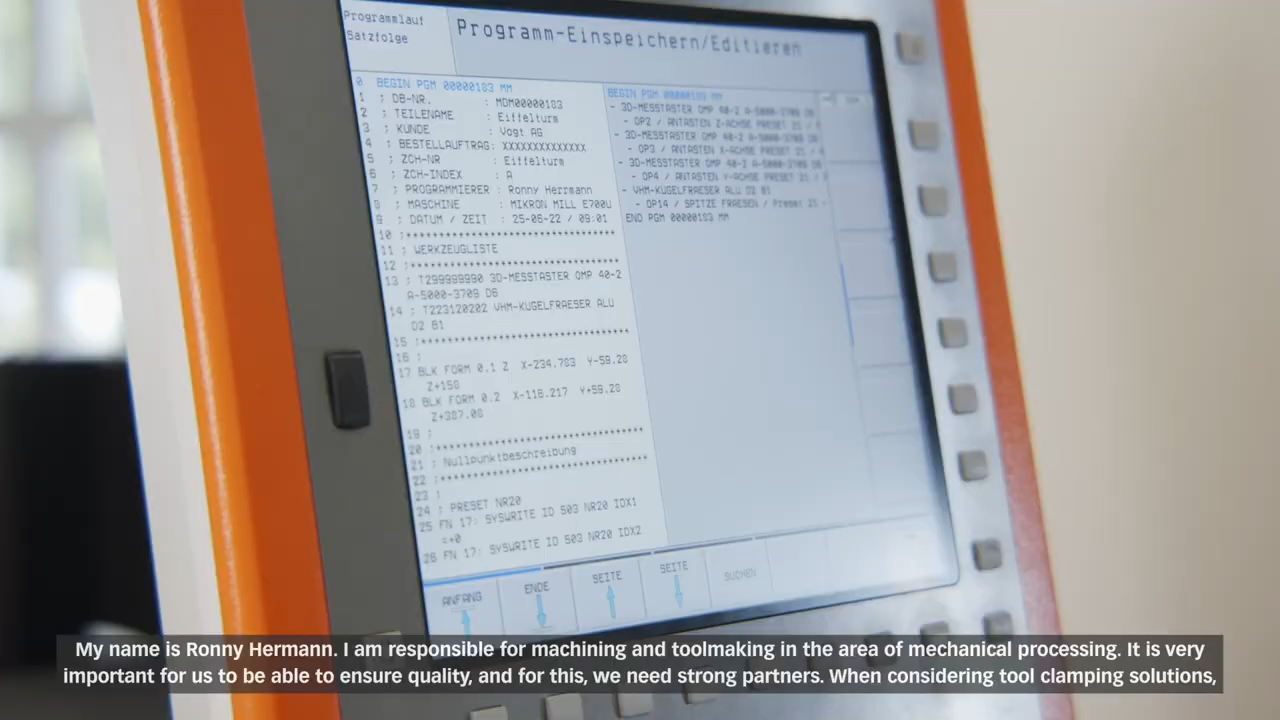 Programmlauf
Satzfolge
Programm-Einspeichern/Editieren
0 BEGIN PGM 00000183 MM
1 ; DB-NR. : MDM00000183
2 ; TEILENAME : Eiffelturm
3 ; KUNDE : Vogt AG
4 ; BESTELLAUFTRAG: XXXXXXXXXXXXXX
5 ; ZCH-NR : Eiffelturm
6 ; ZCH-INDEX : A
7 ; PROGRAMMIERER : Ronny Herrmann
8 ; MASCHINE : MIKRON MILL E700U
9 ; DATUM / ZEIT : 25-06-22 / 09:01
10 ;***********************************
11 ; WERKZEUGLISTE
12 ;***********************************
13 ; T299999990 3D-MESSTASTER OMP 40-2
A-5000-3709 D6
14 ; T223120202 VHM-KUGELFRAESER ALU
D2 B1
15 ;***********************************
16 ;
17 BLK FORM 0.1 Z X-234.783 Y-59.28
Z+158
18 BLK FORM 0.2 X-116.217 Y+59.28
Z+387.08
19 ;
20 ;***********************************
21 ; Nullpunktbeschreibung
22 ;***********************************
23 ;
24 ; PRESET NR20
25 FN 17: SYSWRITE ID 503 NR20 IDX1
=+0
26 FN 17: SYSWRITE ID 503 NR20 IDX2
BEGIN PGM 00000183 MM
- 3D-MESSTASTER OMP 40-2 A-5000-3709 D6
- OP2 / ANTASTEN Z-ACHSE PRESET 21 /
- 3D-MESSTASTER OMP 40-2 A-5000-3709 D6
- OP3 / ANTASTEN X-ACHSE PRESET 21 /
- 3D-MESSTASTER OMP 40-2 A-5000-3709 D6
- OP4 / ANTASTEN Y-ACHSE PRESET 21 /
- VHM-KUGELFRAESER ALU D2 B1
- OP14 / SPITZE FRAESEN / Preset 21 -
END PGM 00000183 MM
ANFANG
ENDE
SEITE
SEITE
SUCHEN
My name is Ronny Hermann. I am responsible for machining and toolmaking in the area of mechanical processing. It is very
important for us to be able to ensure quality, and for this, we need strong partners. When considering tool clamping solutions,